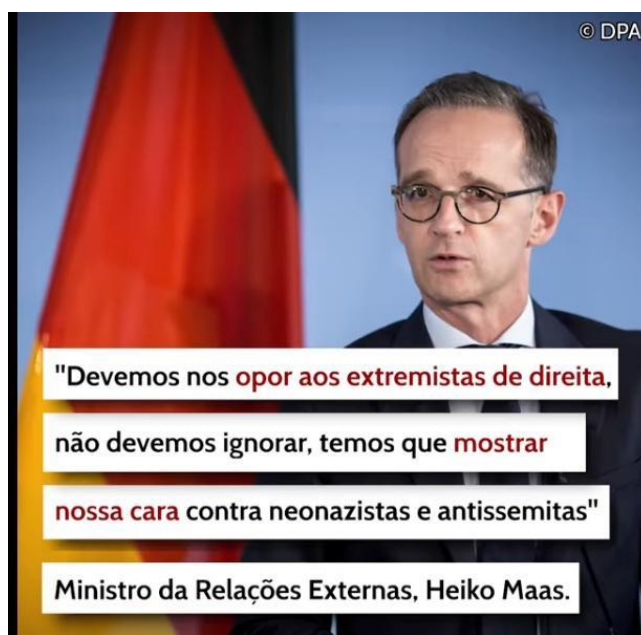 © DPA
"Devemos nos opor aos extremistas de direita,
não devemos ignorar, temos que mostrar
nossa cara contra neonazistas e antissemitas"
Ministro da Relações Externas, Heiko Maas.